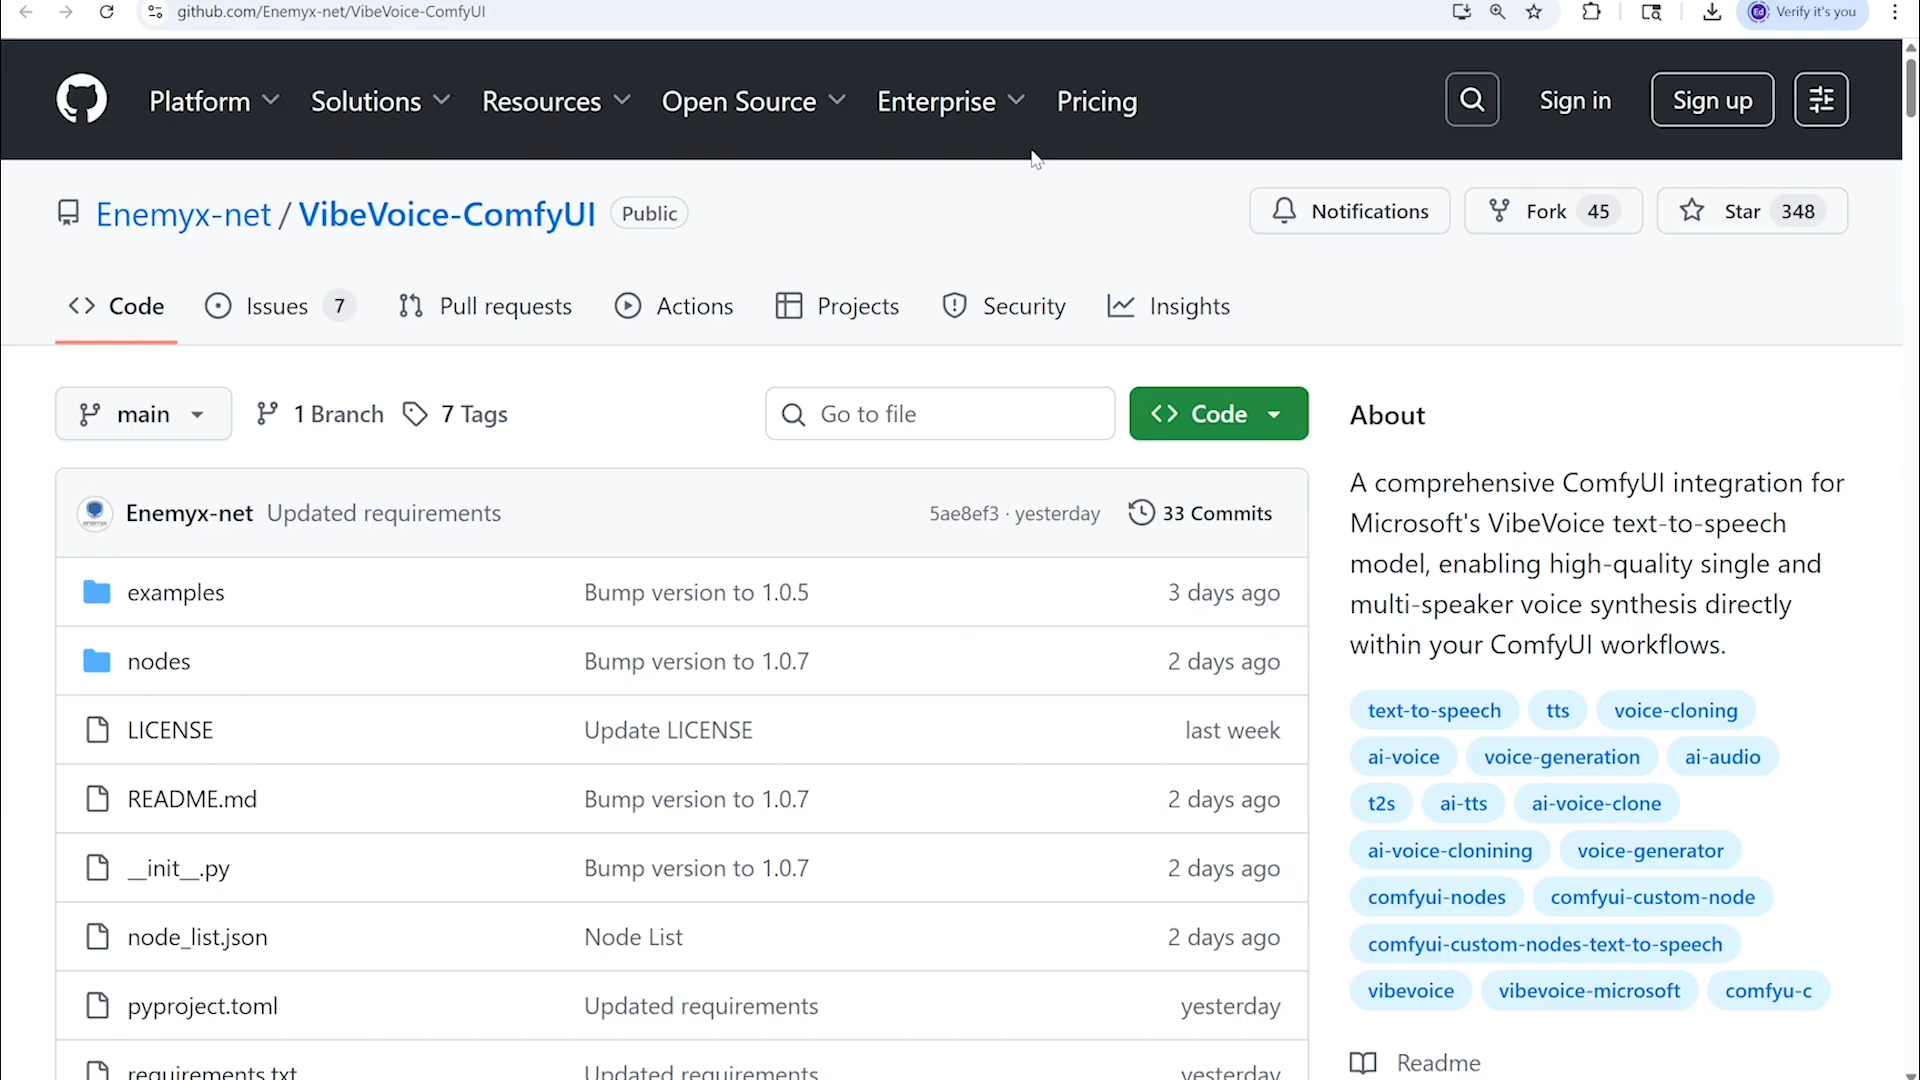 github.com/Enemyx-net/VibeVoice-ComfyUI
Ed Verify it's you
Platform Solutions Resources Open Source Enterprise Pricing Sign in Sign up
Enemyx-net / VibeVoice-ComfyUI Public Notifications Fork 45 Star 348
Code Issues 7 Pull requests Actions Projects Security Insights
main 1 Branch 7 Tags Go to file Code
Enemyx-net Updated requirements 5ae8ef3 · yesterday 33 Commits
examples Bump version to 1.0.5 3 days ago
nodes Bump version to 1.0.7 2 days ago
LICENSE Update LICENSE last week
README.md Bump version to 1.0.7 2 days ago
__init__.py Bump version to 1.0.7 2 days ago
node_list.json Node List 2 days ago
pyproject.toml Updated requirements yesterday
requirements.txt Updated requirements yesterday
About
A comprehensive ComfyUI integration for
Microsoft's VibeVoice text-to-speech
model, enabling high-quality single and
multi-speaker voice synthesis directly
within your ComfyUI workflows.
text-to-speech tts voice-cloning
ai-voice voice-generation ai-audio
t2s ai-tts ai-voice-clone
ai-voice-clonining voice-generator
comfyui-nodes comfyui-custom-node
comfyui-custom-nodes-text-to-speech
vibevoice vibevoice-microsoft comfyu-c
Readme